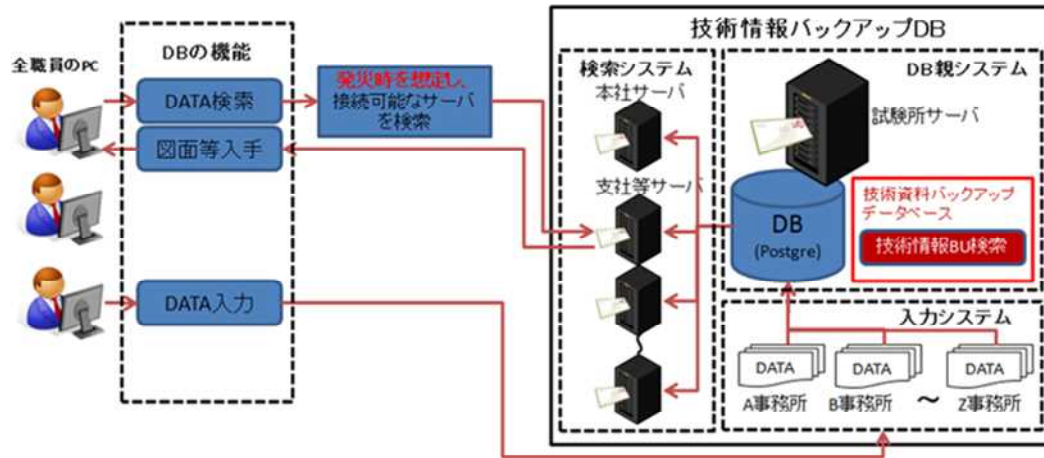 全職員のPC
DBの機能
DATA検索
図面等入手
DATA入力
発災時を想定し、
接続可能なサーバ
を検索
技術情報バックアップDB
検索システム
本社サーバ
支社等サーバ
DB親システム
試験所サーバ
DB
(Postgre)
技術資料バックアップ
データベース
技術情報BU検索
入力システム
DATA
DATA
DATA
A事務所
B事務所
～
Z事務所